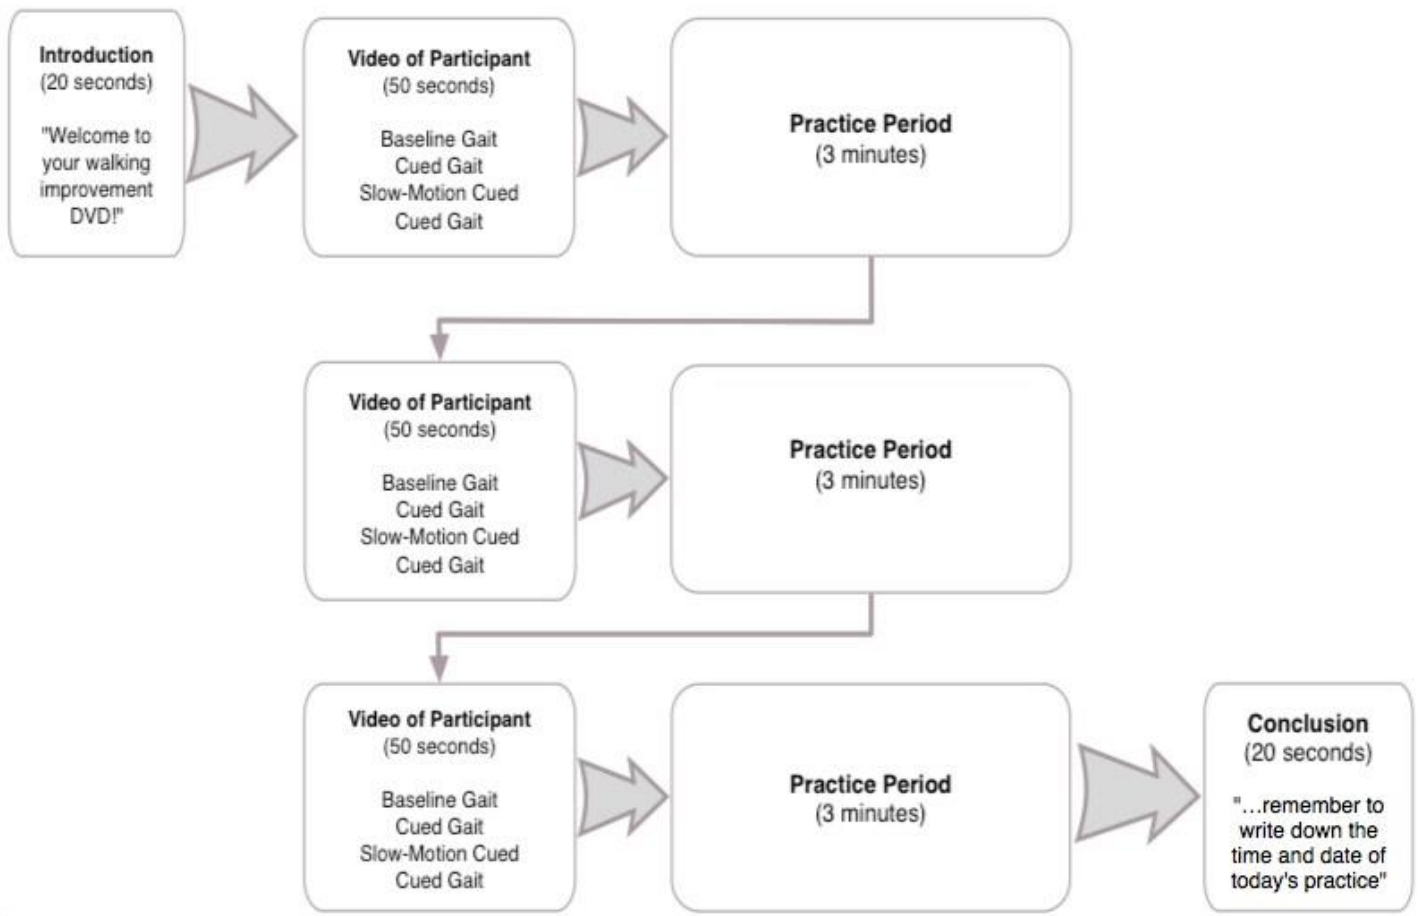 Introduction
(20 seconds)
"Welcome to
your walking
improvement
DVD!"
Video of Participant
(50 seconds)
Baseline Gait
Cued Gait
Slow-Motion Cued
Cued Gait
Practice Period
(3 minutes)
Video of Participant
(50 seconds)
Baseline Gait
Cued Gait
Slow-Motion Cued
Cued Gait
Practice Period
(3 minutes)
Video of Participant
(50 seconds)
Baseline Gait
Cued Gait
Slow-Motion Cued
Cued Gait
Practice Period
(3 minutes)
Conclusion
(20 seconds)
"...remember to
write down the
time and date of
today's practice"